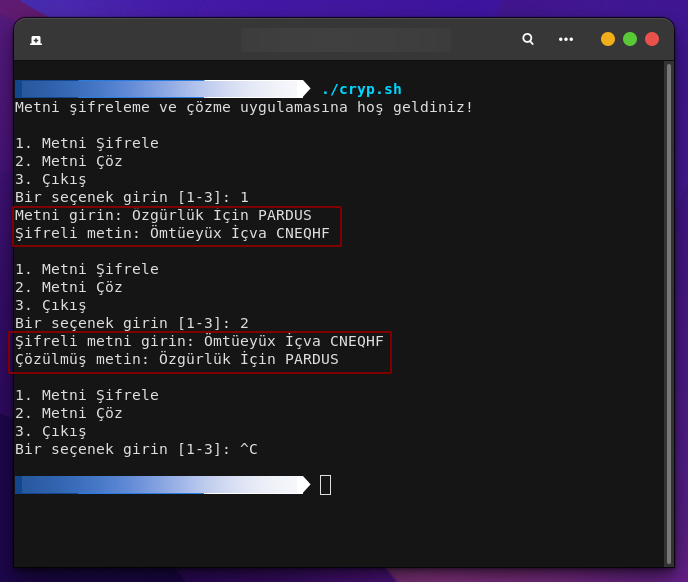 ./cryp.sh
Metni şifreleme ve çözme uygulamasına hoş geldiniz!
1. Metni Şifrele
2. Metni Çöz
3. Çıkış
Bir seçenek girin [1-3]: 1
Metni girin: Özgürlük İçin PARDUS
Şifreli metin: Ömtüeyüx İçva CNEQHF
1. Metni Şifrele
2. Metni Çöz
3. Çıkış
Bir seçenek girin [1-3]: 2
Şifreli metni girin: Ömtüeyüx İçva CNEQHF
Çözülmüş metin: Özgürlük İçin PARDUS
1. Metni Şifrele
2. Metni Çöz
3. Çıkış
Bir seçenek girin [1-3]: ^C